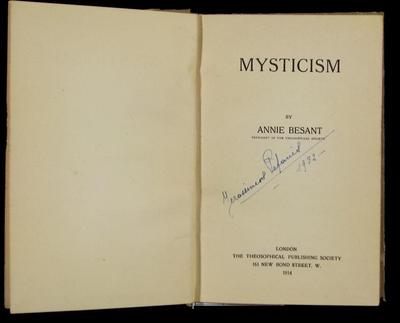 MYSTICISM
BY
ANNIE BESANT
PRESIDENT OF THE THEOSOPHICAL SOCIETY
1932
LONDON
THE THEOSOPHICAL PUBLISHING SOCIETY
161 NEW BOND STREET, W.
1914